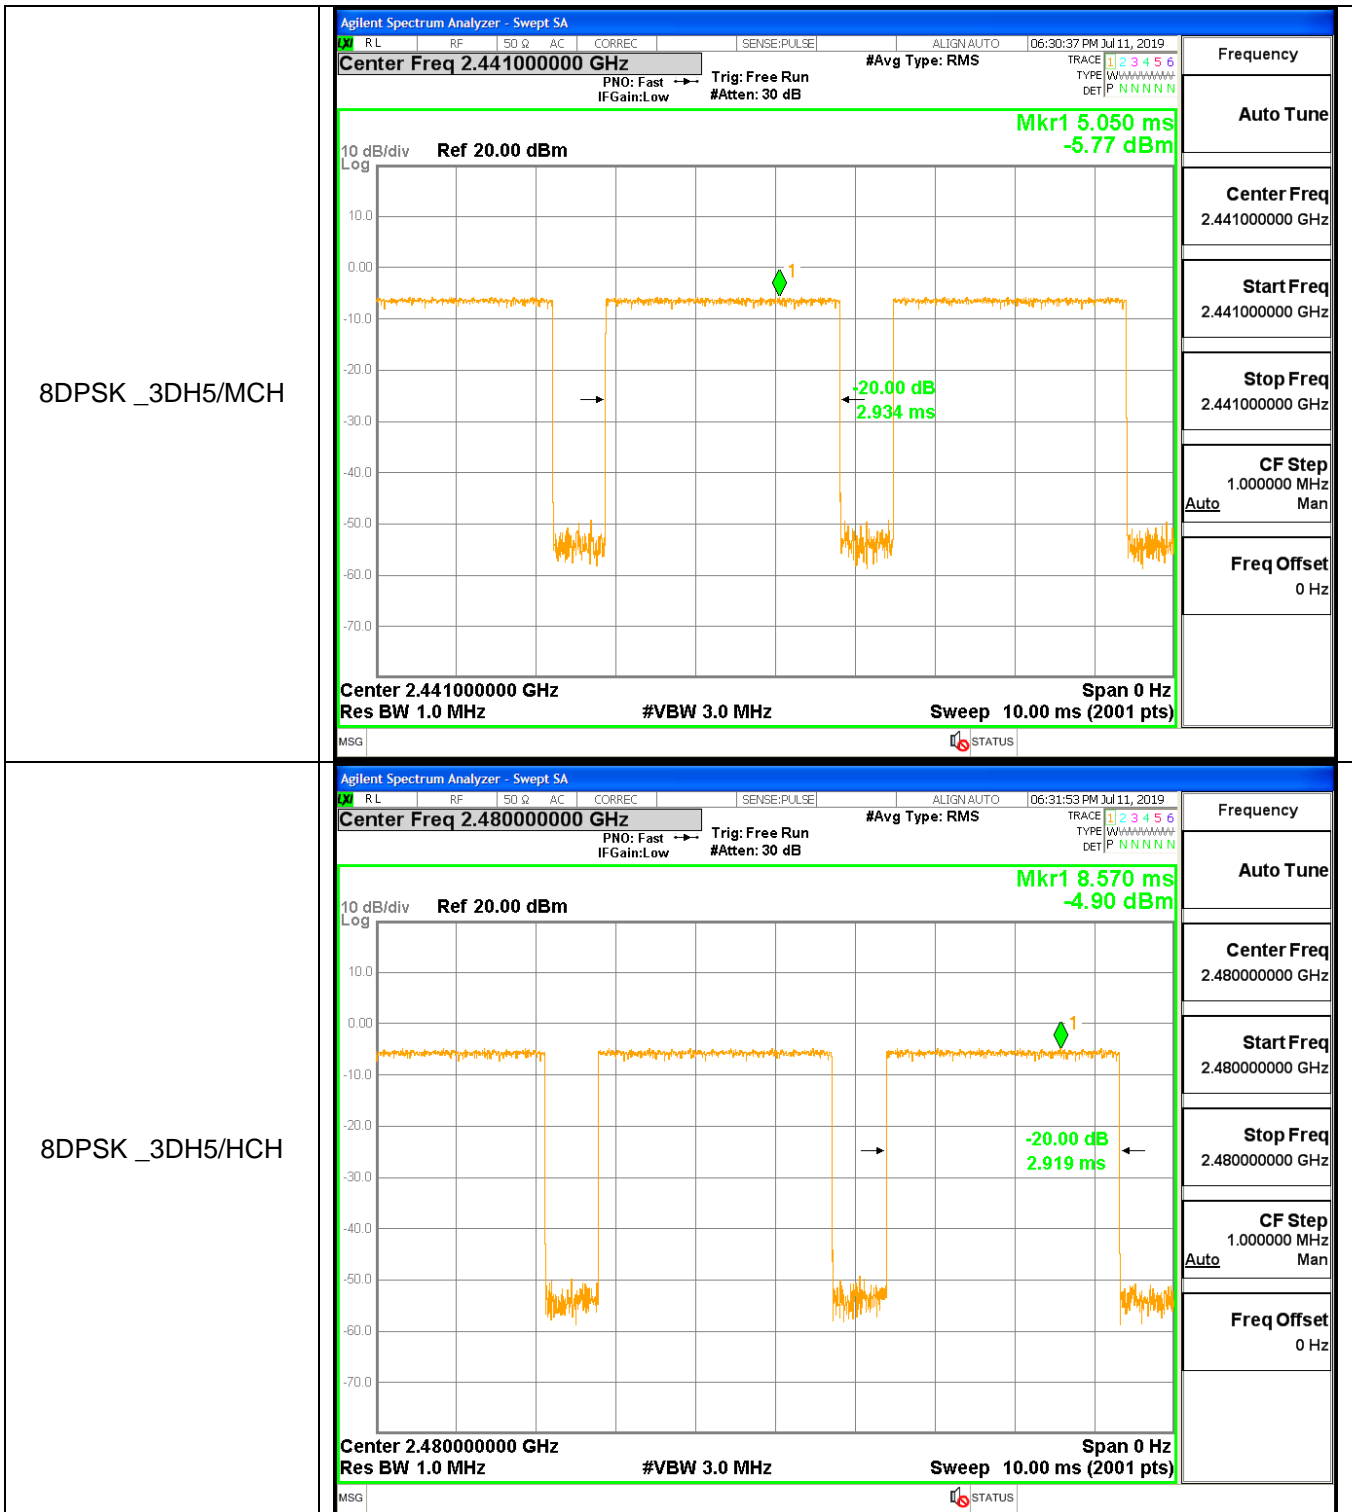 8DPSK _3DH5/MCH
Agilent Spectrum Analyzer - Swept SA
LXI RL RF 50 Ω AC CORREC SENSE:PULSE ALIGN AUTO 06:30:37 PM Jul 11, 2019
Center Freq 2.441000000 GHz #Avg Type: RMS TRACE 1 2 3 4 5 6
PNO: Fast Trig: Free Run TYPE
IFGain:Low #Atten: 30 dB DET P N N N N N
Mkr1 5.050 ms
-5.77 dBm
10 dB/div Ref 20.00 dBm
Log
10.0
0.00
1
-10.0
-20.0
-20.00 dB
2.934 ms
-30.0
-40.0
-50.0
-60.0
-70.0
Center 2.441000000 GHz Span 0 Hz
Res BW 1.0 MHz #VBW 3.0 MHz Sweep 10.00 ms (2001 pts)
MSG STATUS
Frequency
Auto Tune
Center Freq
2.441000000 GHz
Start Freq
2.441000000 GHz
Stop Freq
2.441000000 GHz
CF Step
1.000000 MHz
Auto Man
Freq Offset
0 Hz
8DPSK _3DH5/HCH
Agilent Spectrum Analyzer - Swept SA
LXI RL RF 50 Ω AC CORREC SENSE:PULSE ALIGN AUTO 06:31:53 PM Jul 11, 2019
Center Freq 2.480000000 GHz #Avg Type: RMS TRACE 1 2 3 4 5 6
PNO: Fast Trig: Free Run TYPE
IFGain:Low #Atten: 30 dB DET P N N N N N
Mkr1 8.570 ms
-4.90 dBm
10 dB/div Ref 20.00 dBm
Log
10.0
0.00
1
-10.0
-20.0
-20.00 dB
2.919 ms
-30.0
-40.0
-50.0
-60.0
-70.0
Center 2.480000000 GHz Span 0 Hz
Res BW 1.0 MHz #VBW 3.0 MHz Sweep 10.00 ms (2001 pts)
MSG STATUS
Frequency
Auto Tune
Center Freq
2.480000000 GHz
Start Freq
2.480000000 GHz
Stop Freq
2.480000000 GHz
CF Step
1.000000 MHz
Auto Man
Freq Offset
0 Hz